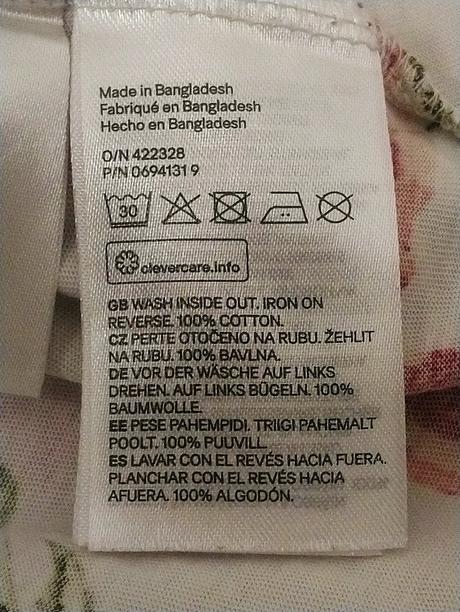 Made in Bangladesh
Fabriqué en Bangladesh
Hecho en Bangladesh
O/N 422328
P/N 0694131 9
30
clevercare.info
GB WASH INSIDE OUT. IRON ON
REVERSE. 100% COTTON.
CZ PERTE OTOČENO NA RUBU. ŽEHLIT
NA RUBU. 100% BAVLNA.
DE VOR DER WÄSCHE AUF LINKS
DREHEN. AUF LINKS BÜGELN. 100%
BAUMWOLLE.
EE PESE PAHEMPIDI. TRIIGI PAHEMALT
POOLT. 100% PUUVILL.
ES LAVAR CON EL REVÉS HACIA FUERA.
PLANCHAR CON EL REVÉS HACIA
AFUERA. 100% ALGODÓN.